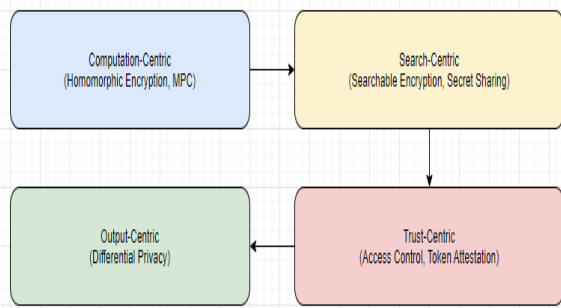 Computation-Centric
(Homomorphic Encryption, MPC)
Search-Centric
(Searchable Encryption, Secret Sharing)
Trust-Centric
(Access Control, Token Attestation)
Output-Centric
(Differential Privacy)